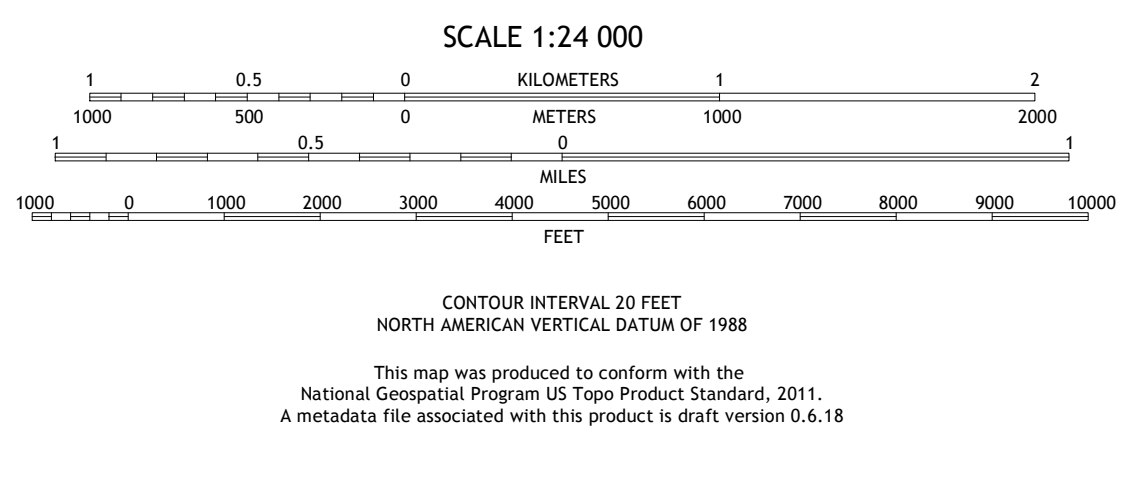 SCALE 1:24 000
1 0.5 0 KILOMETERS 1 2
1000 500 0 METERS 1000 2000
1 0.5 0 1
MILES
1000 0 1000 2000 3000 4000 5000 6000 7000 8000 9000 10000
FEET
CONTOUR INTERVAL 20 FEET
NORTH AMERICAN VERTICAL DATUM OF 1988
This map was produced to conform with the
National Geospatial Program US Topo Product Standard, 2011.
A metadata file associated with this product is draft version 0.6.18